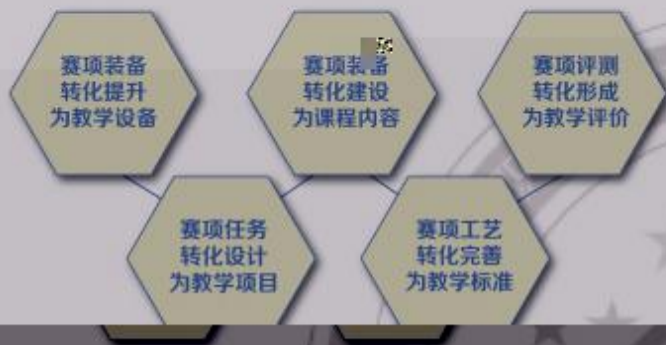 赛项装备
转化提升
为教学设备
赛项装备
转化建设
为课程内容
赛项评测
转化形成
为教学评价
赛项任务
转化设计
为教学项目
赛项工艺
转化完善
为教学标准